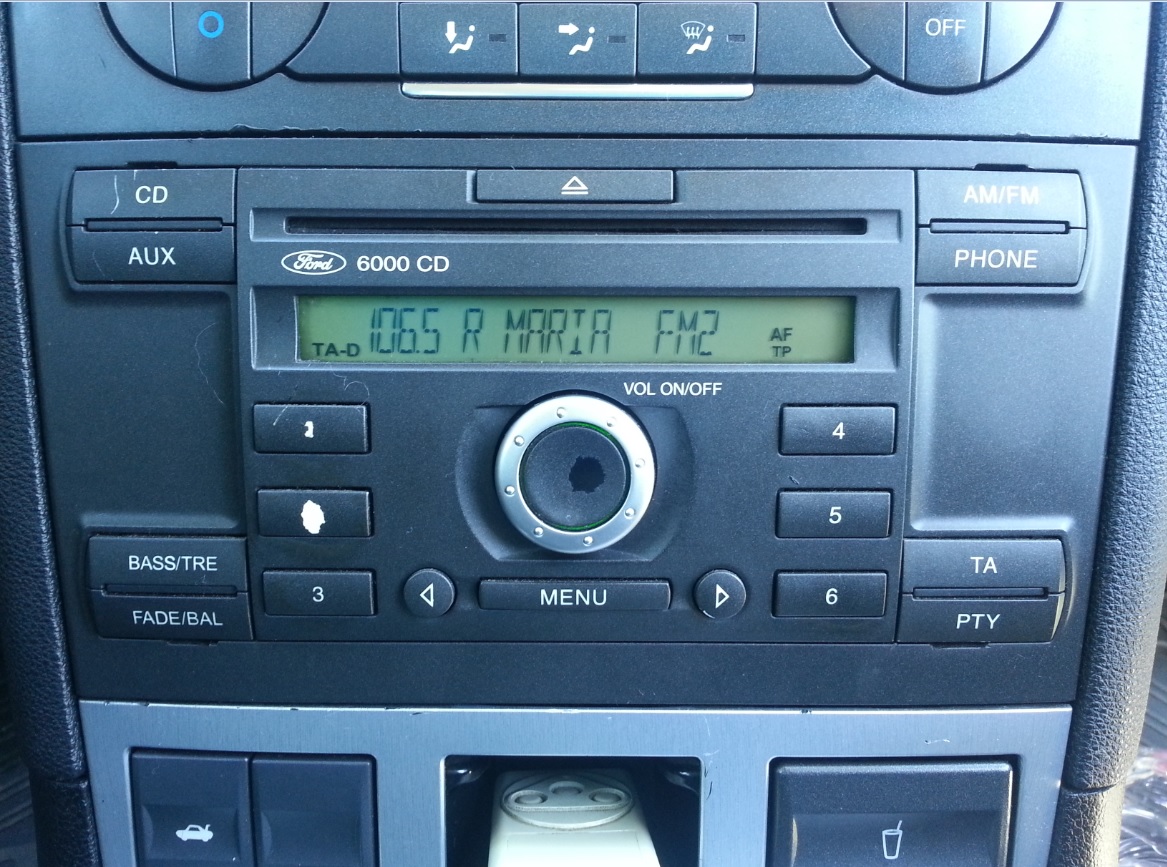 OFF
CD
AM/FM
AUX
PHONE
Ford 6000 CD
TA-D 106.5 R MARIA FM2 AF TP
VOL ON/OFF
4
5
BASS/TRE
TA
3
MENU
6
FADE/BAL
PTY